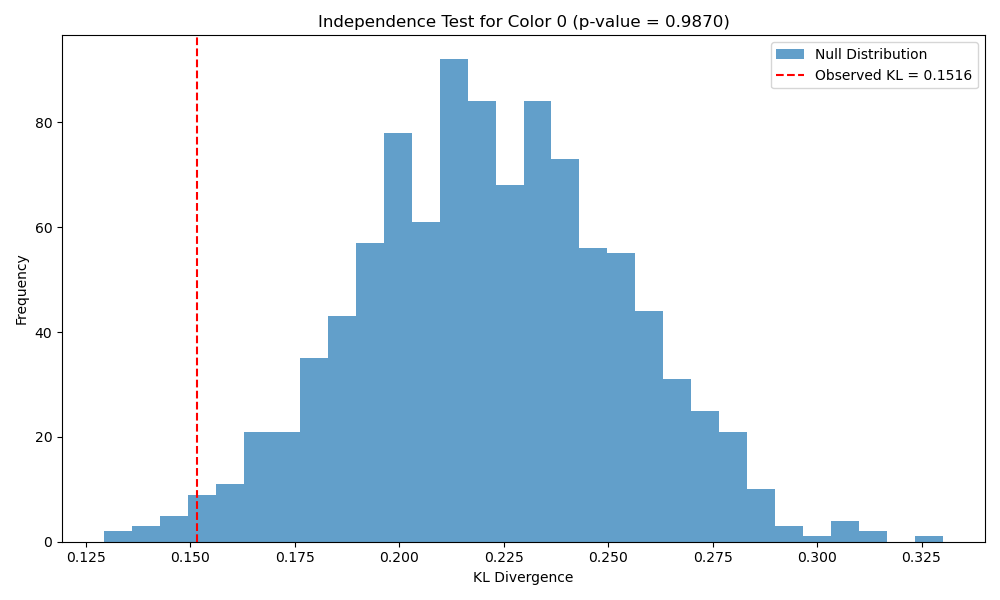 Independence Test for Color 0 (p-value = 0.9870)
Null Distribution
Observed KL = 0.1516
Frequency
80
60
40
20
0
0.125 0.150 0.175 0.200 0.225 0.250 0.275 0.300 0.325
KL Divergence